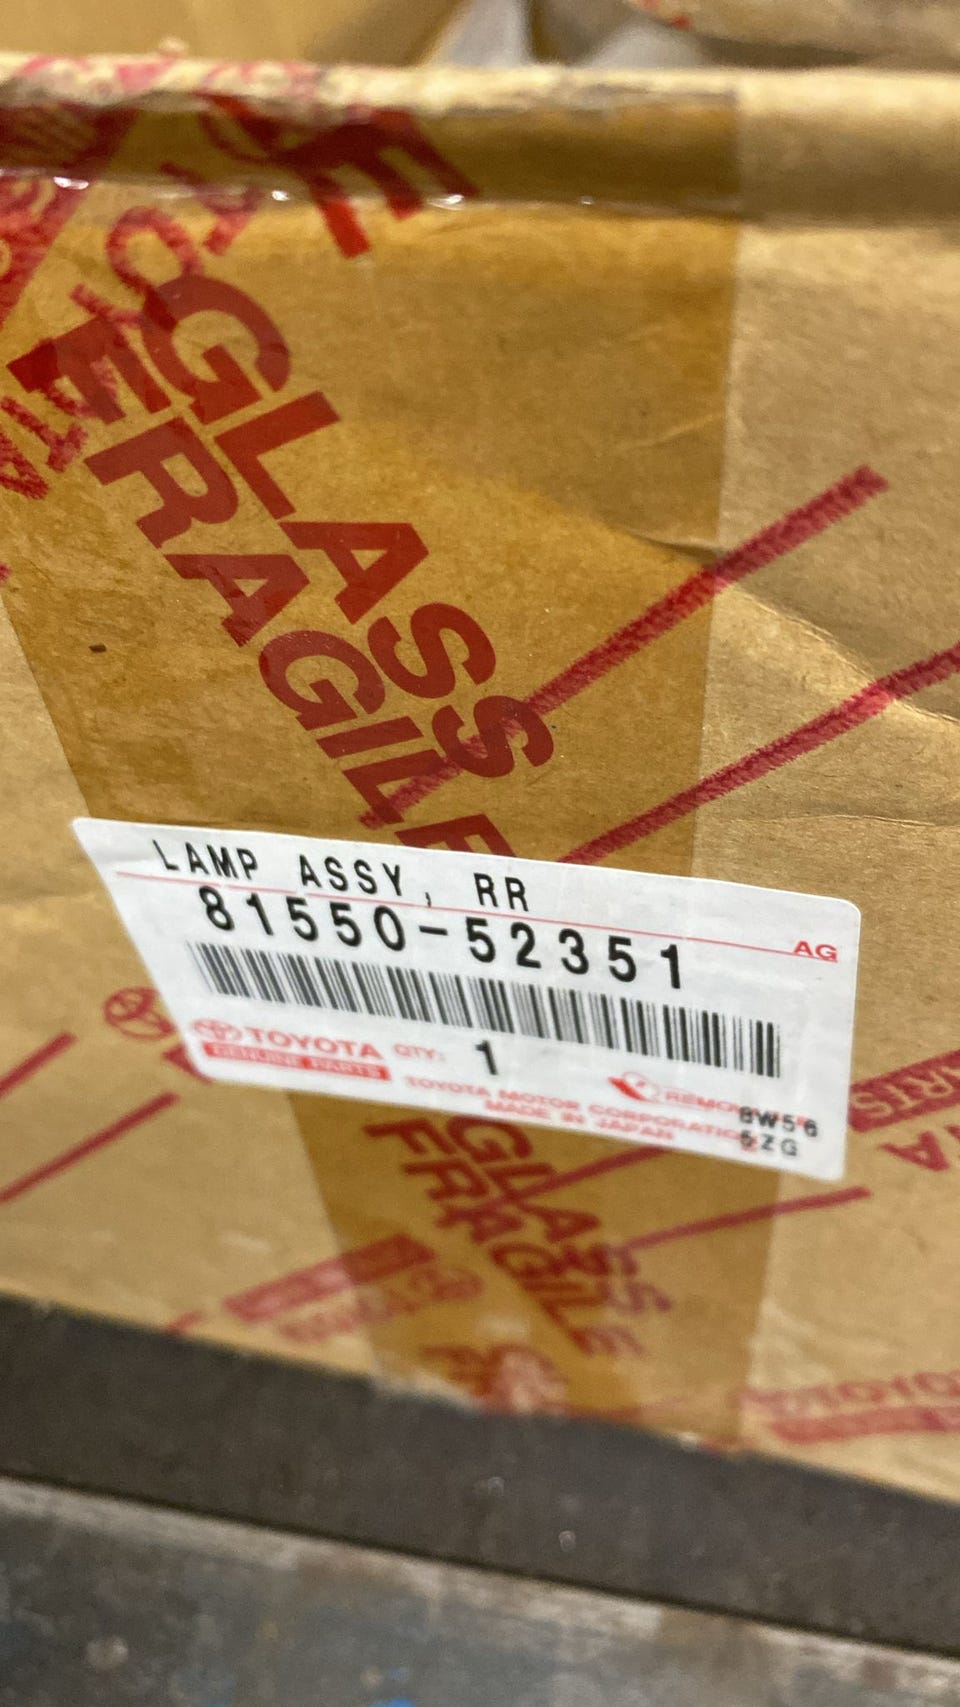 GLASS
FRAGILE
LAMP ASSY, RR
81550-52351
AG
TOYOTA QTY: 1
GENUINE PARTS
TOYOTA MOTOR CORPORATION
MADE IN JAPAN
8W56
5ZG
GLASS
FRAGILE